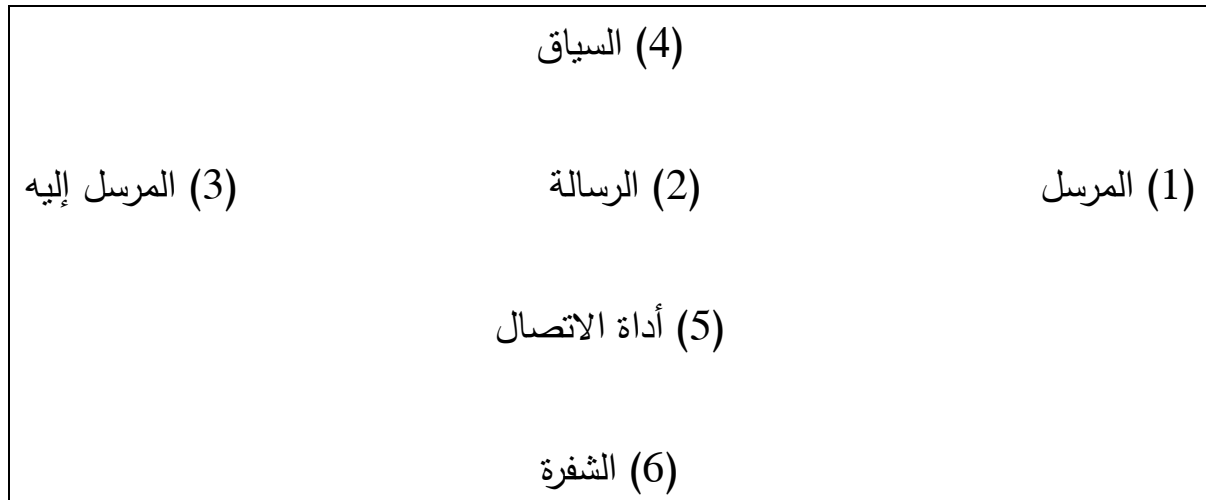 (4) السياق
(1) المرسل (2) الرسالة (3) المرسل إليه
(5) أداة الاتصال
(6) الشفرة